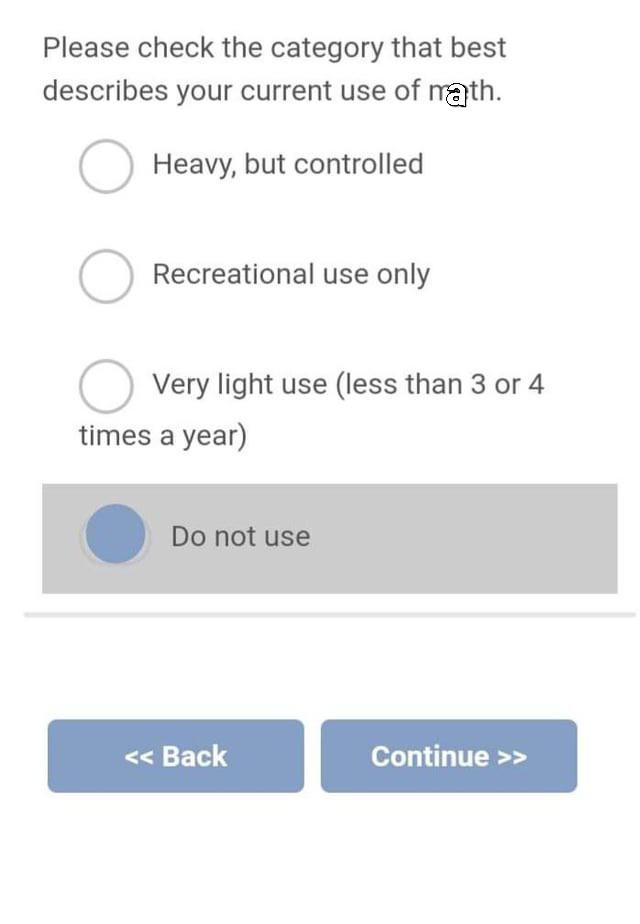 Please check the category that best
describes your current use of math.
Heavy, but controlled
Recreational use only
Very light use (less than 3 or 4
times a year)
Do not use
<< Back
Continue >>